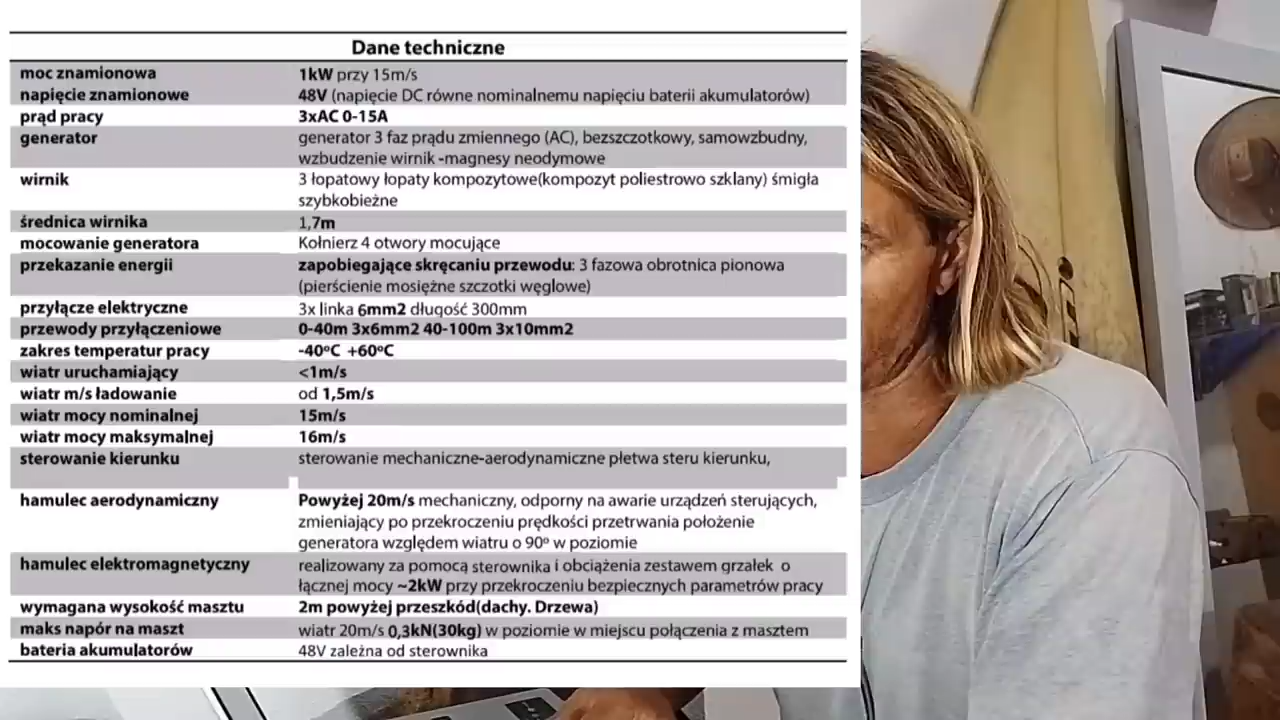 Dane techniczne
moc znamionowa 1kW przy 15m/s
napięcie znamionowe 48V (napięcie DC równe nominalnemu napięciu baterii akumulatorów)
prąd pracy 3xAC 0-15A
generator generator 3 faz prądu zmiennego (AC), bezszczotkowy, samowzbudny,
wzbudzenie wirnik -magnesy neodymowe
wirnik 3 łopatowy łopaty kompozytowe(kompozyt poliestrowo szklany) śmigła
szybkobieżne
średnica wirnika 1,7m
mocowanie generatora Kołnierz 4 otwory mocujące
przekazanie energii zapobiegające skręcaniu przewodu: 3 fazowa obrotnica pionowa
(pierścienie mosiężne szczotki węglowe)
przyłącze elektryczne 3x linka 6mm2 długość 300mm
przewody przyłączeniowe 0-40m 3x6mm2 40-100m 3x10mm2
zakres temperatur pracy -40ºC +60ºC
wiatr uruchamiający <1m/s
wiatr m/s ładowanie od 1,5m/s
wiatr mocy nominalnej 15m/s
wiatr mocy maksymalnej 16m/s
sterowanie kierunku sterowanie mechaniczne-aerodynamiczne płetwa steru kierunku,
hamulec aerodynamiczny Powyżej 20m/s mechaniczny, odporny na awarie urządzeń sterujących,
zmieniający po przekroczeniu prędkości przetrwania położenie
generatora względem wiatru o 90º w poziomie
hamulec elektromagnetyczny realizowany za pomocą sterownika i obciążenia zestawem grzałek o
łącznej mocy ~2kW przy przekroczeniu bezpiecznych parametrów pracy
wymagana wysokość masztu 2m powyżej przeszkód(dachy. Drzewa)
maks napór na maszt wiatr 20m/s 0,3kN(30kg) w poziomie w miejscu połączenia z masztem
bateria akumulatorów 48V zależna od sterownika